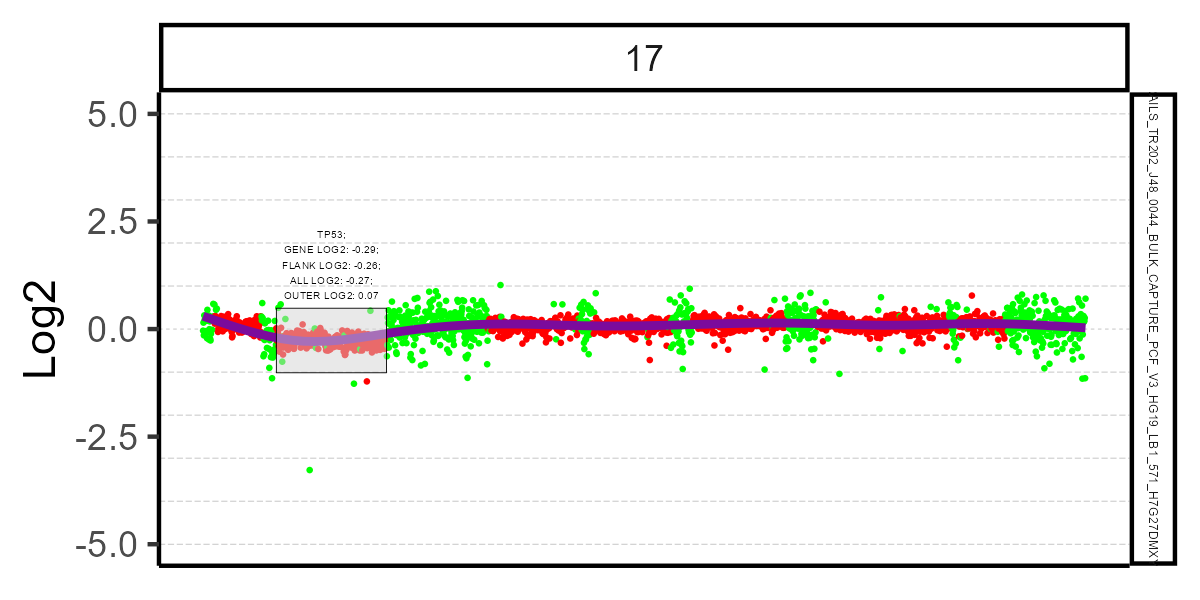 17
5.0
2.5
0.0
-2.5
-5.0
Log2
TP53;
GENE LOG2: -0.29;
FLANK LOG2: -0.26;
ALL LOG2: -0.27;
OUTER LOG2: 0.07
AILS_TR202_J48_0044_BULK_CAPTURE_PCF_V3_HG19_LB1_571_H7G27DMXY